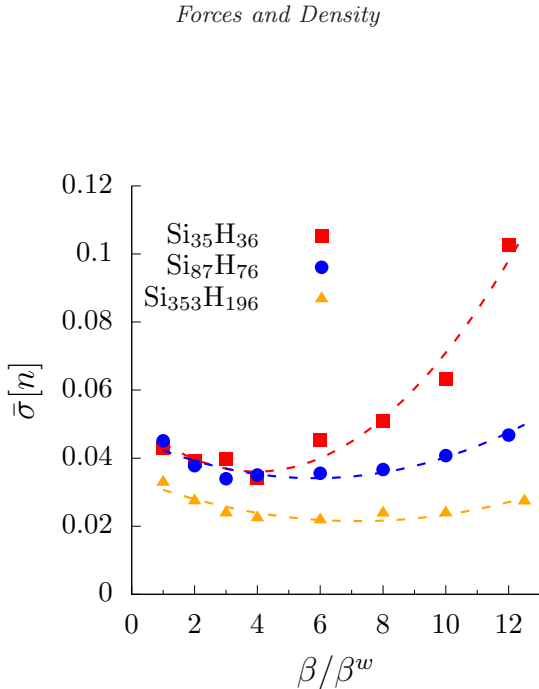 Forces and Density
0.12
0.1
0.08
0.06
0.04
0.02
0
σ̄[n]
Si₃₅H₃₆
Si₈₇H₇₆
Si₃₅₃H₁₉₆
0 2 4 6 8 10 12
β/βʷ